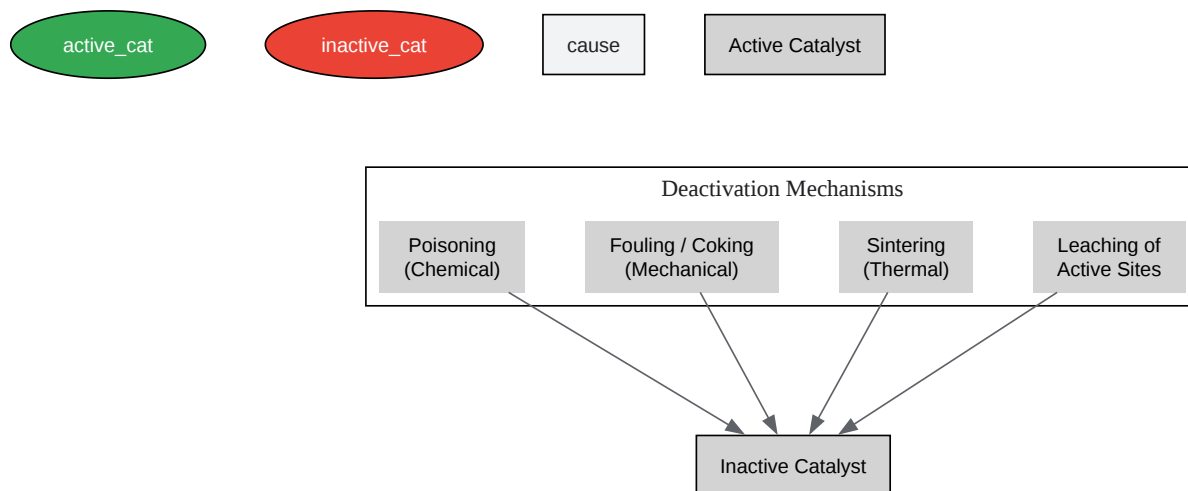 active_cat
inactive_cat
cause
Active Catalyst
Deactivation Mechanisms
Poisoning
(Chemical)
Fouling / Coking
(Mechanical)
Sintering
(Thermal)
Leaching of
Active Sites
Inactive Catalyst